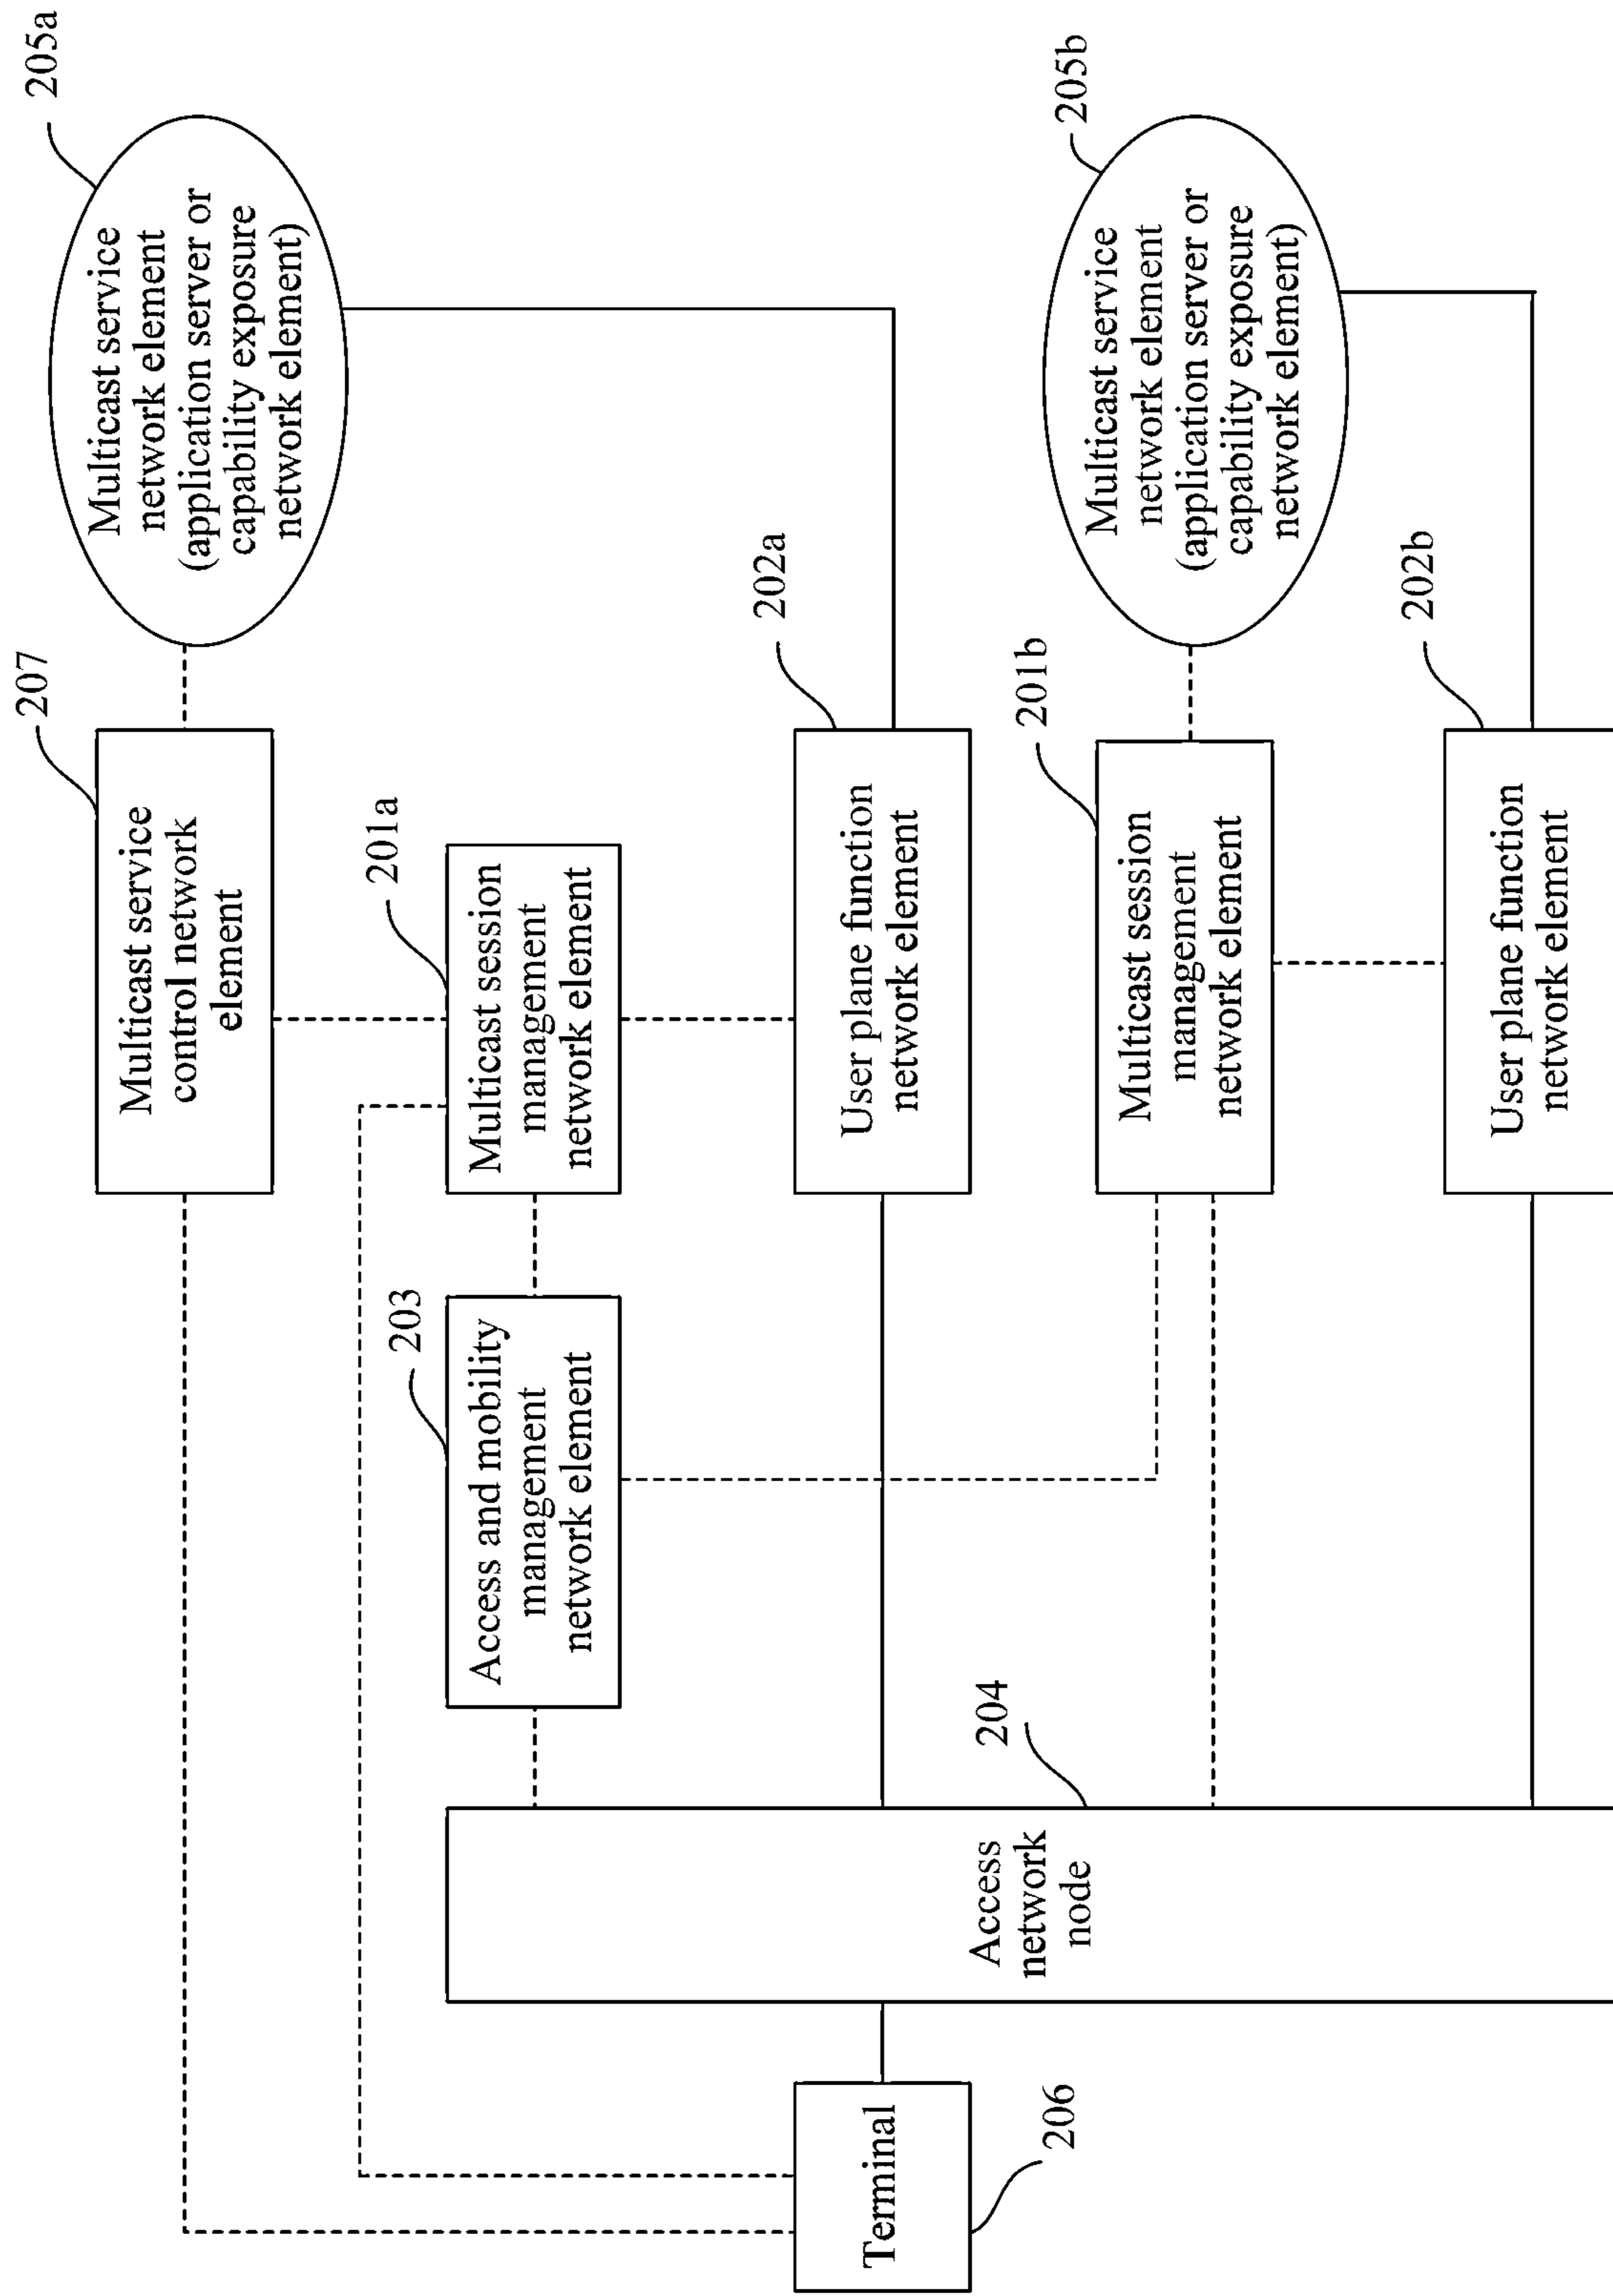 205a
207
Multicast service
network element
(application server or
capability exposure
network element)
Multicast service
control network
element
201a
Multicast session
management
network element
203
Access and mobility
management
network element
202a
User plane function
network element
204
Access
network
node
Terminal
206
205b
Multicast service
network element
(application server or
capability exposure
network element)
201b
Multicast session
management
network element
202b
User plane function
network element